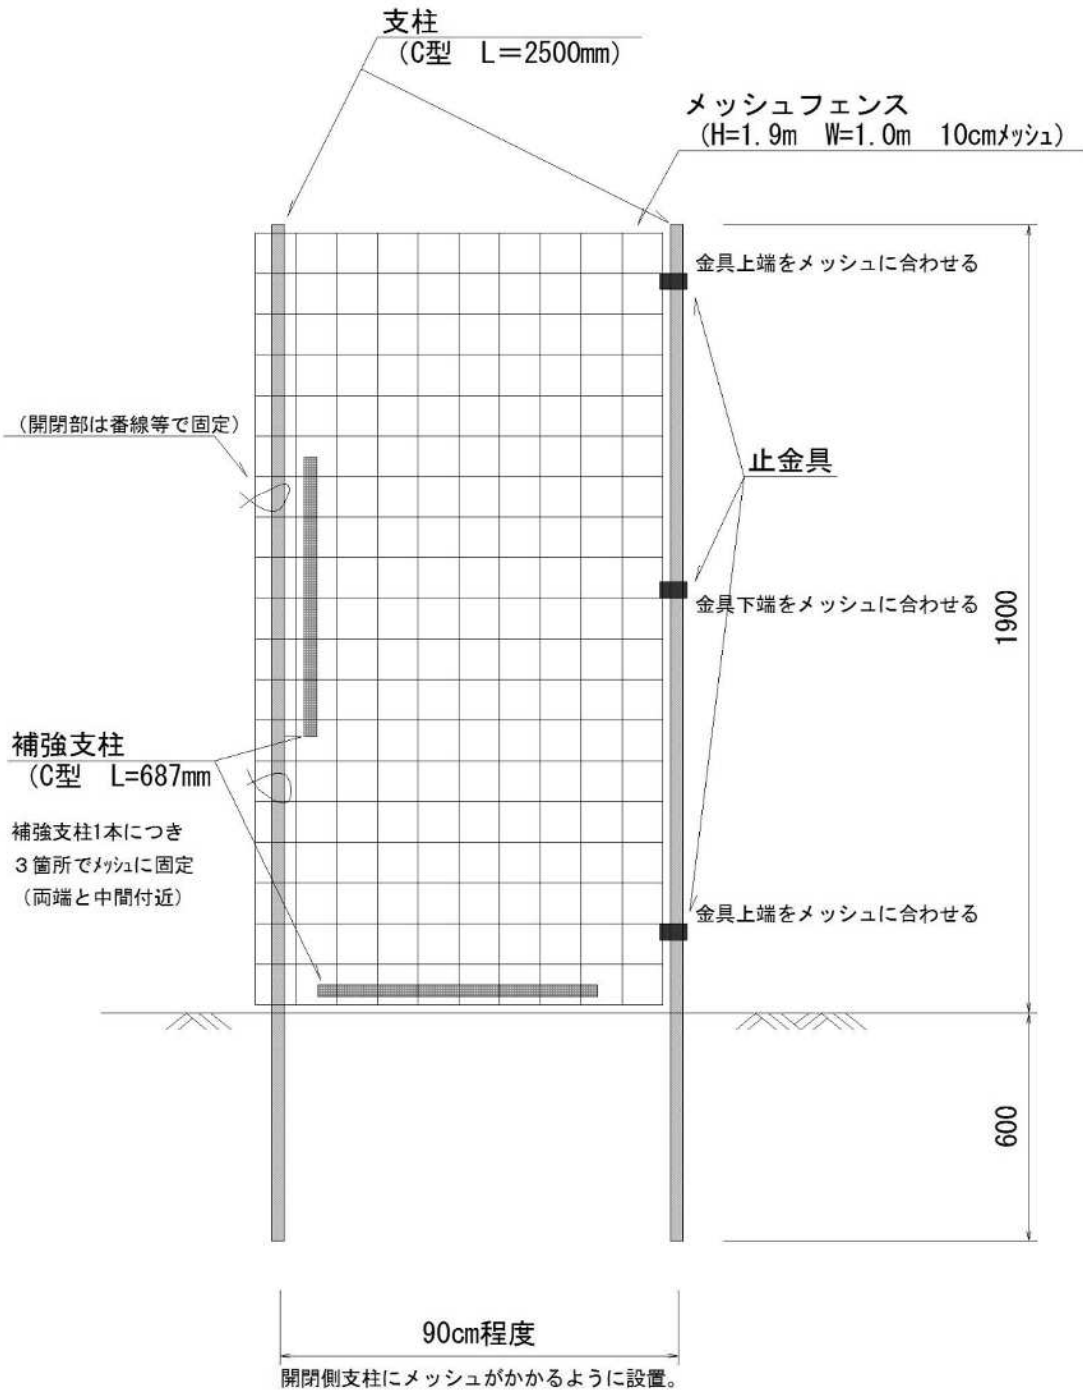 支柱
（C型　L＝2500mm）
メッシュフェンス
（H=1.9m　W=1.0m　10cmメッシュ）
金具上端をメッシュに合わせる
（開閉部は番線等で固定）
止金具
金具下端をメッシュに合わせる
1900
補強支柱
（C型　L=687mm
補強支柱1本につき
３箇所でメッシュに固定
（両端と中間付近）
金具上端をメッシュに合わせる
600
90cm程度
開閉側支柱にメッシュがかかるように設置。